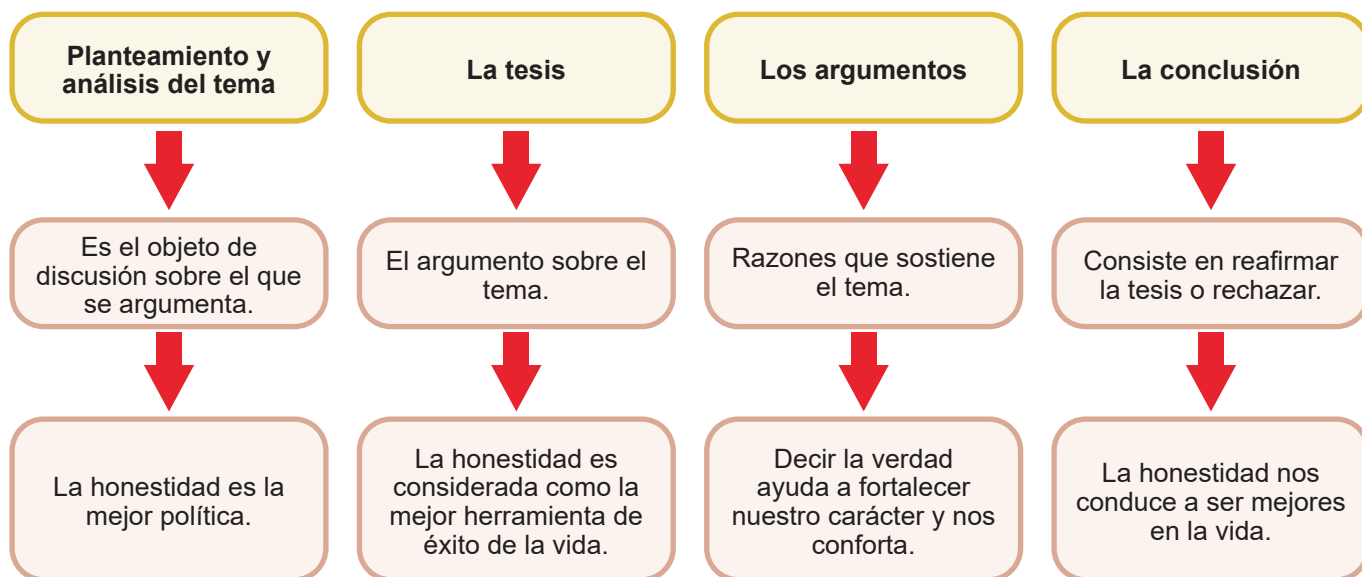 Planteamiento y
análisis del tema
La tesis
Los argumentos
La conclusión
Es el objeto de
discusión sobre el que
se argumenta.
El argumento sobre el
tema.
Razones que sostiene
el tema.
Consiste en reafirmar
la tesis o rechazar.
La honestidad es la
mejor política.
La honestidad es
considerada como la
mejor herramienta de
éxito de la vida.
Decir la verdad
ayuda a fortalecer
nuestro carácter y nos
conforta.
La honestidad nos
conduce a ser mejores
en la vida.